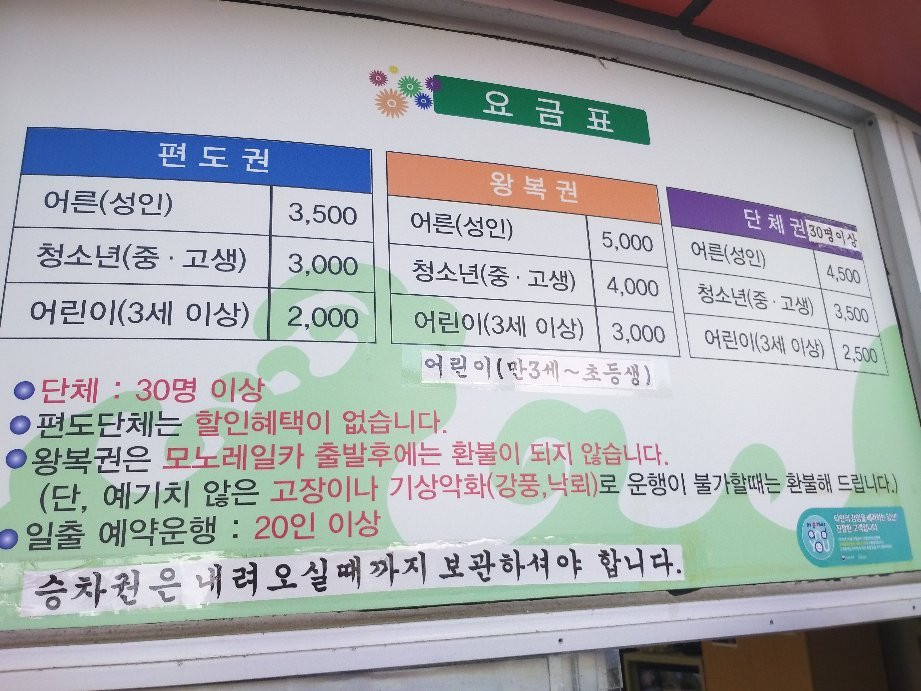 요금표
편도권
어른(성인) 3,500
청소년(중·고생) 3,000
어린이(3세 이상) 2,000
왕복권
어른(성인) 5,000
청소년(중·고생) 4,000
어린이(3세 이상) 3,000
어린이(만3세~초등생)
단체권 30명이상
어른(성인) 4,500
청소년(중·고생) 3,500
어린이(3세 이상) 2,500
단체 : 30명 이상
편도단체는 할인혜택이 없습니다.
왕복권은 모노레일카 출발후에는 환불이 되지 않습니다.
(단, 예기치 않은 고장이나 기상악화(강풍,낙뢰)로 운행이 불가할때는 환불해 드립니다.)
일출 예약운행 : 20인 이상
승차권은 내려오실때까지 보관하셔야 합니다.